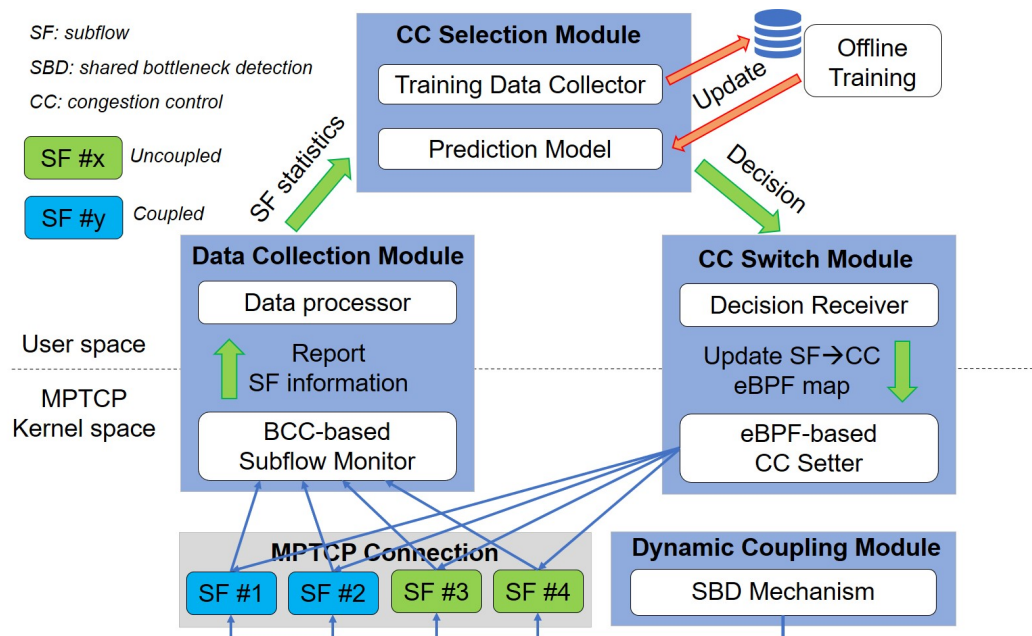 SF: subflow
SBD: shared bottleneck detection
CC: congestion control
SF #x
Uncoupled
SF #y
Coupled
CC Selection Module
Training Data Collector
Prediction Model
Update
Offline
Training
SF statistics
Decision
Data Collection Module
Data processor
Report
SF information
BCC-based
Subflow Monitor
CC Switch Module
Decision Receiver
Update SF→CC
eBPF map
eBPF-based
CC Setter
User space
MPTCP
Kernel space
MPTCP Connection
SF #1
SF #2
SF #3
SF #4
Dynamic Coupling Module
SBD Mechanism